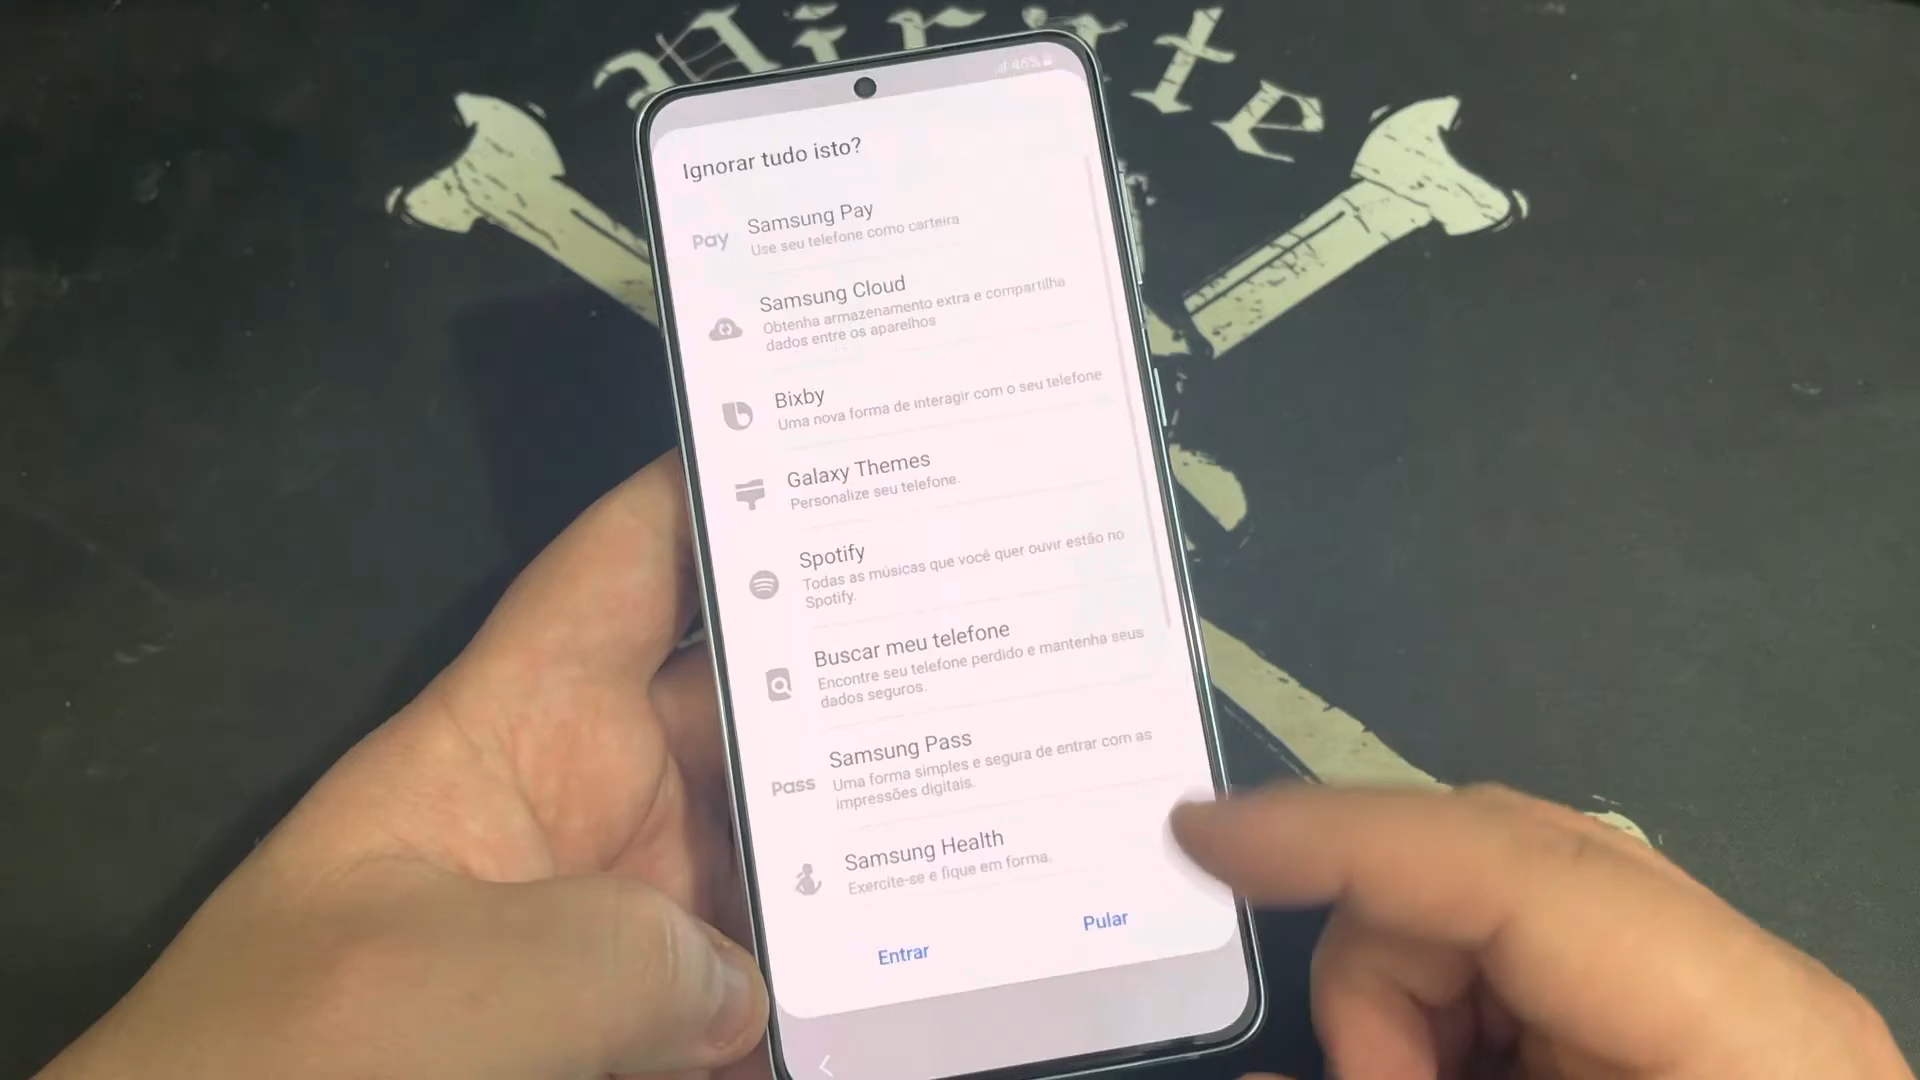 Airate
46%
Ignorar tudo isto?
Pay
Samsung Pay
Use seu telefone como carteira
Samsung Cloud
Obtenha armazenamento extra e compartilha
dados entre os aparelhos
Bixby
Uma nova forma de interagir com o seu telefone
Galaxy Themes
Personalize seu telefone.
Spotify
Todas as músicas que você quer ouvir estão no
Spotify.
Buscar meu telefone
Encontre seu telefone perdido e mantenha seus
dados seguros.
Pass
Samsung Pass
Uma forma simples e segura de entrar com as
impressões digitais.
Samsung Health
Exercite-se e fique em forma.
Entrar
Pular